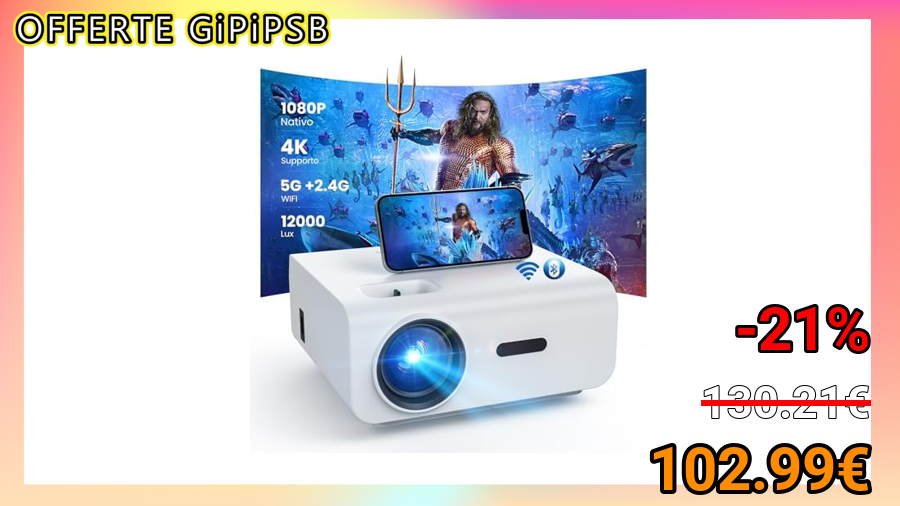 OFFERTE GiPiPSB
1080P
Nativo
4K
Supporto
5G +2.4G
WIFI
12000
Lux
-21%
130.21€
102.99€